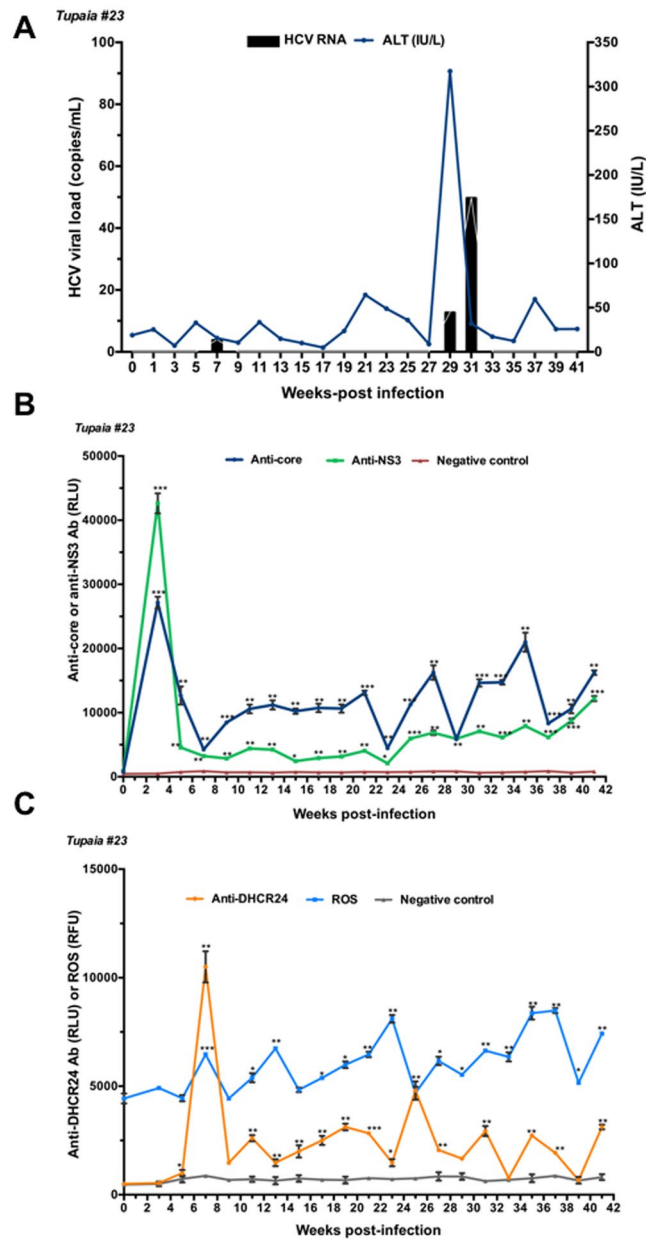 A
Tupaia #23
HCV RNA ALT (IU/L)
HCV viral load (copies/mL)
100
80
60
40
20
0
350
300
250
200
150
100
50
0
ALT (IU/L)
0 1 3 5 7 9 11 13 15 17 19 21 23 25 27 29 31 33 35 37 39 41
Weeks-post infection
B
Tupaia #23
Anti-core Anti-NS3 Negative control
Anti-core or anti-NS3 Ab (RLU)
50000
40000
30000
20000
10000
0
0 2 4 6 8 10 12 14 16 18 20 22 24 26 28 30 32 34 36 38 40 42
Weeks post-infection
C
Tupaia #23
Anti-DHCR24 ROS Negative control
Anti-DHCR24 Ab (RLU) or ROS (RFU)
15000
10000
5000
0
0 2 4 6 8 10 12 14 16 18 20 22 24 26 28 30 32 34 36 38 40 42
Weeks post-infection